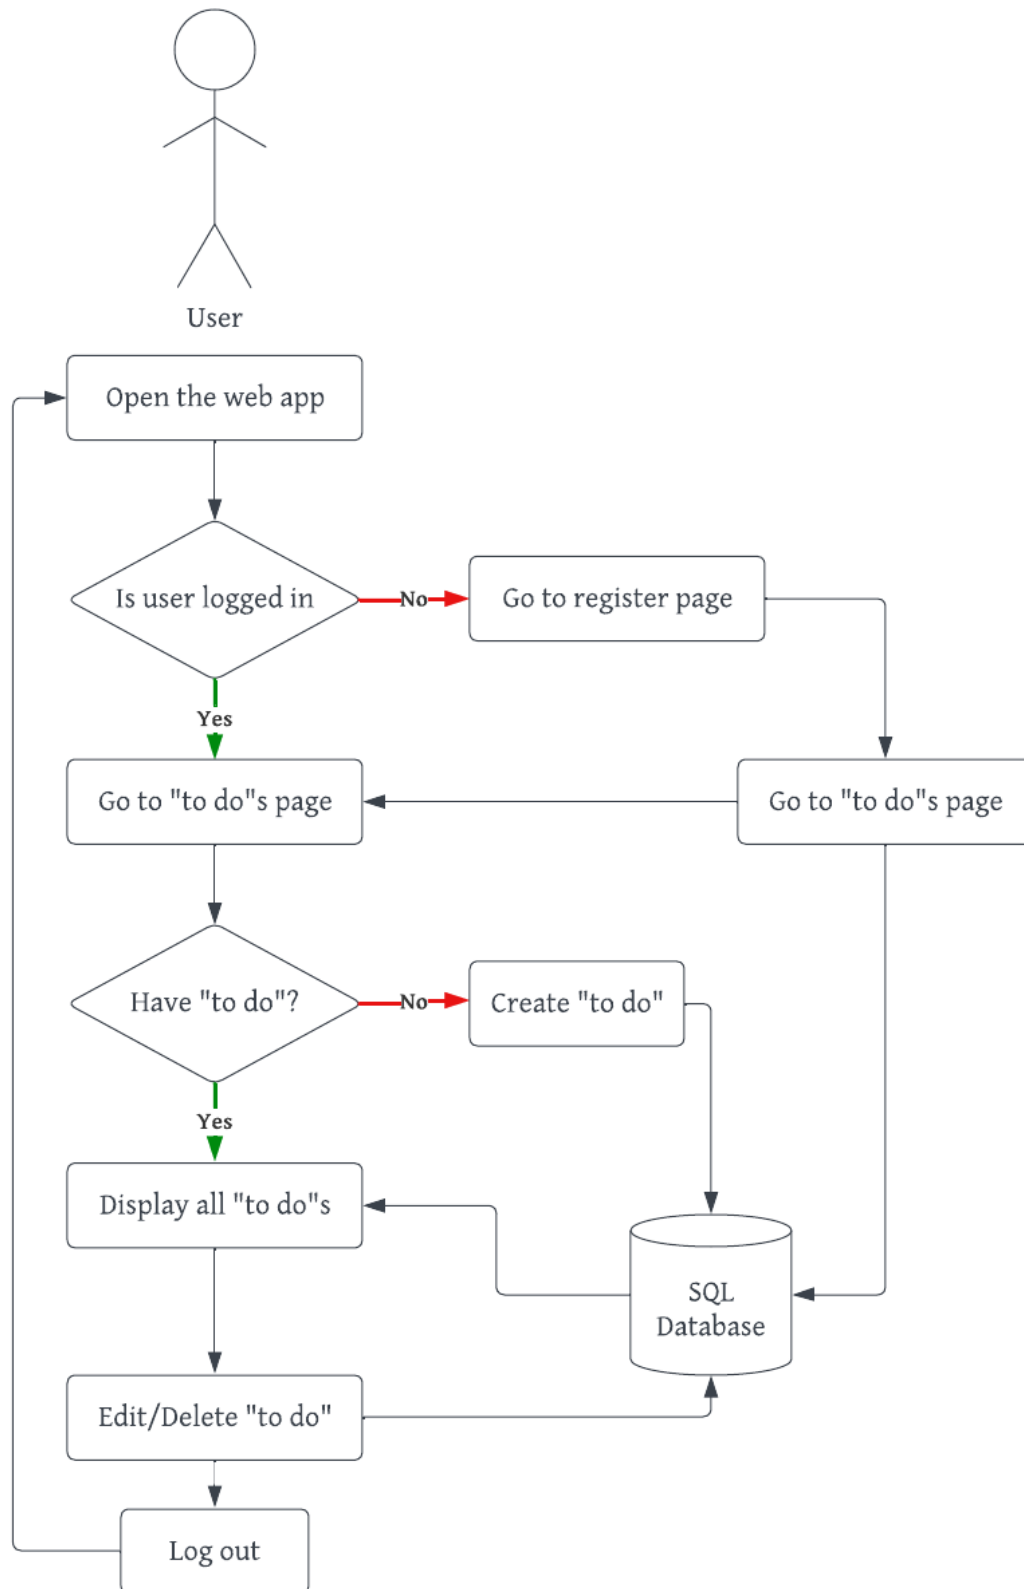 User
Open the web app
Is user logged in
No
Go to register page
Yes
Go to "to do"s page
Go to "to do"s page
Have "to do"?
No
Create "to do"
Yes
Display all "to do"s
SQL
Database
Edit/Delete "to do"
Log out